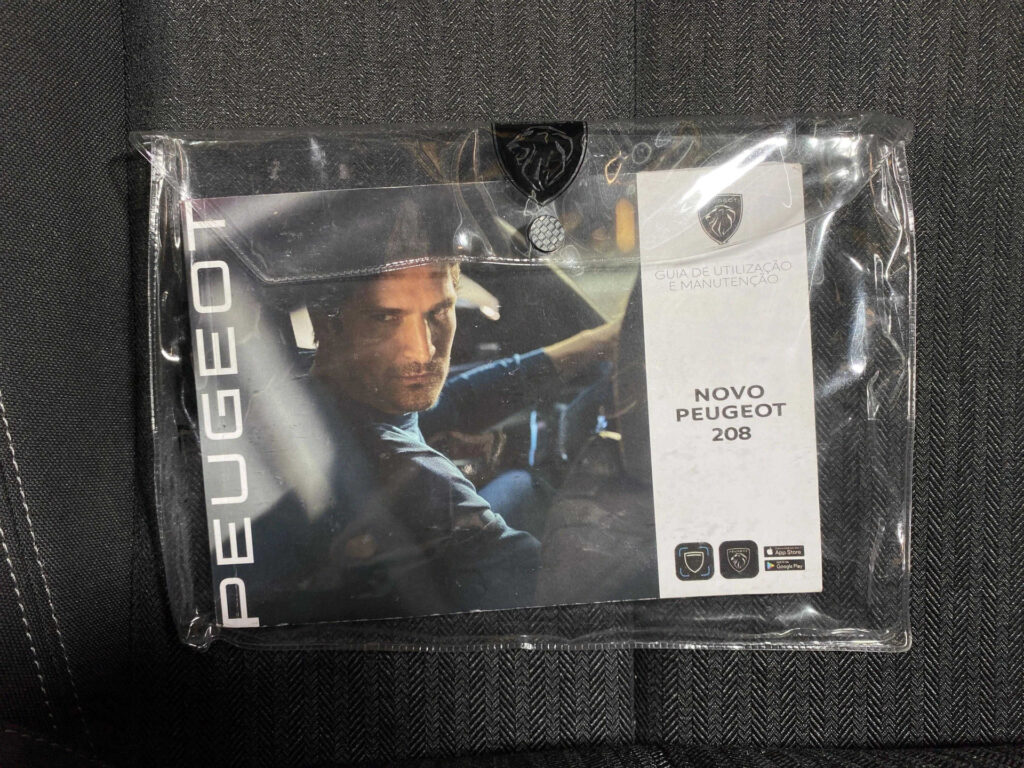 PEUGEOT
GUIA DE UTILIZAÇÃO
E MANUTENÇÃO
NOVO
PEUGEOT
208
App Store
Google Play